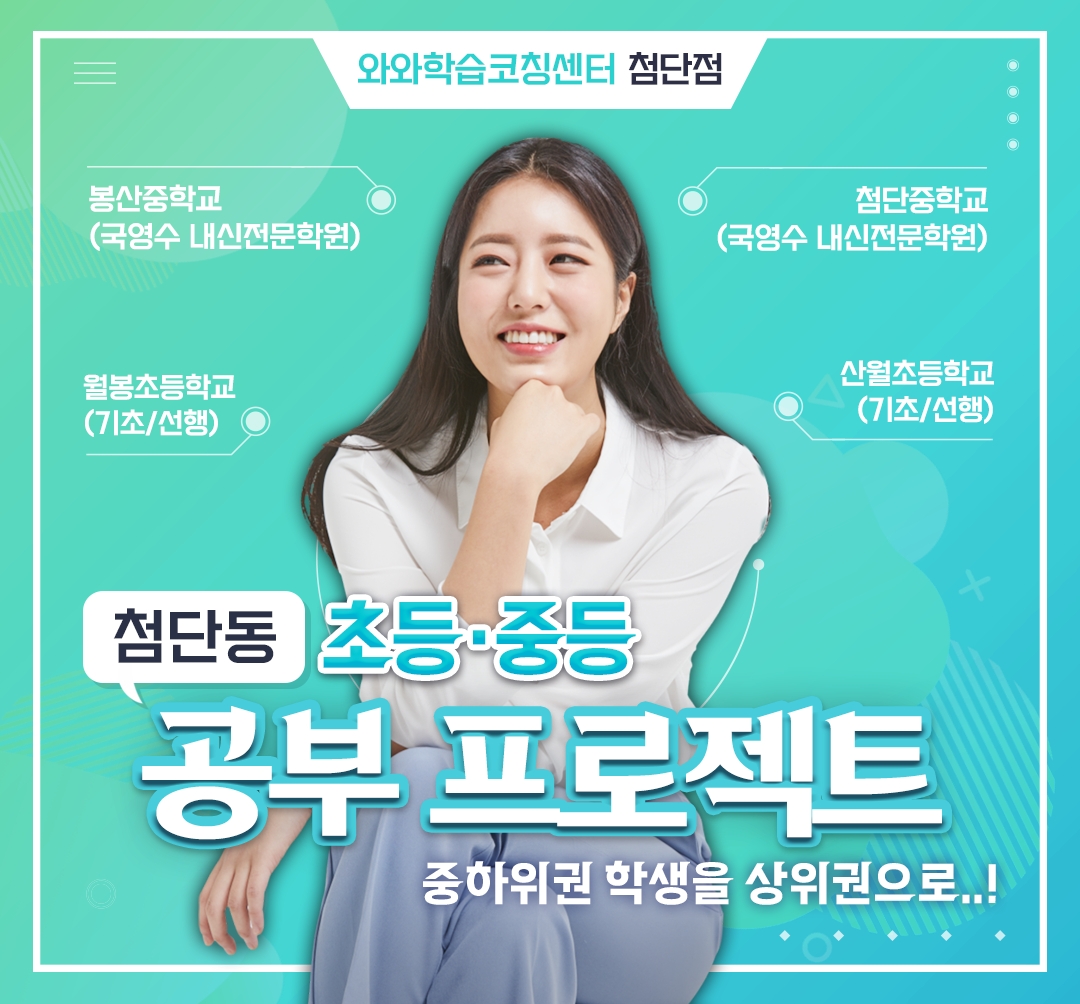 와와학습코칭센터 첨단점
봉산중학교
(국영수 내신전문학원)
첨단중학교
(국영수 내신전문학원)
월봉초등학교
(기초/선행)
산월초등학교
(기초/선행)
첨단동 초등·중등
공부 프로젝트
중하위권 학생을 상위권으로..!